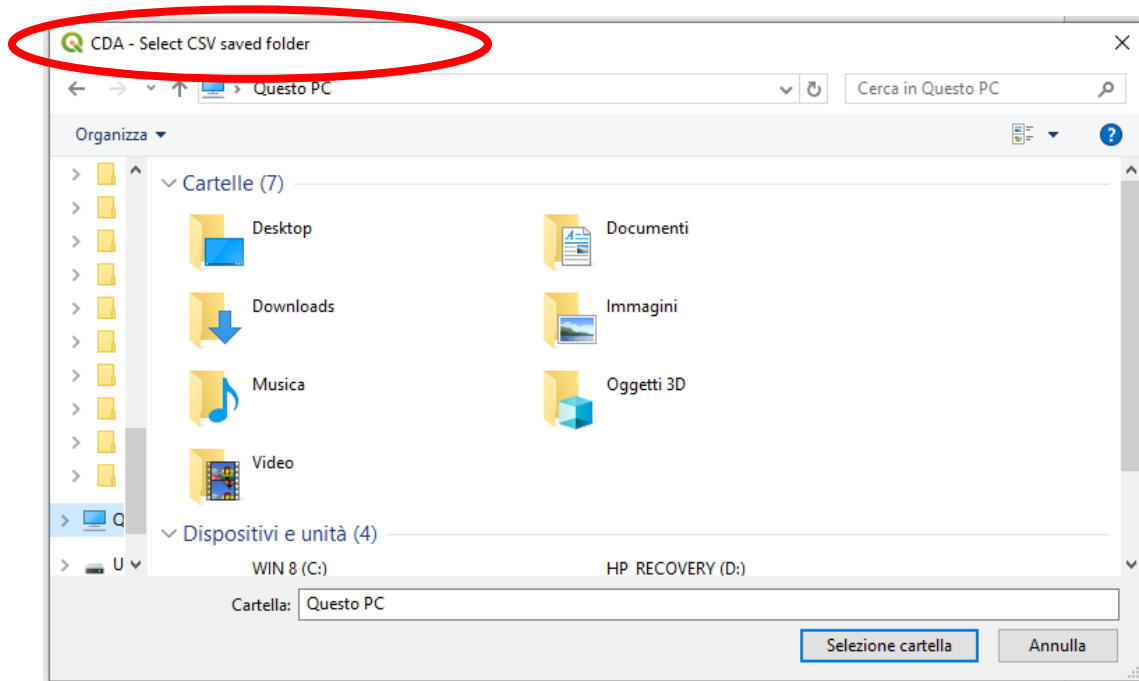 CDA - Select CSV saved folder
Questo PC
Cerca in Questo PC
Organizza
Cartelle (7)
Desktop
Documenti
Downloads
Immagini
Musica
Oggetti 3D
Video
Q
Dispositivi e unità (4)
U
WIN 8 (C:)
HP_RECOVERY (D:)
Cartella:
Questo PC
Selezione cartella
Annulla